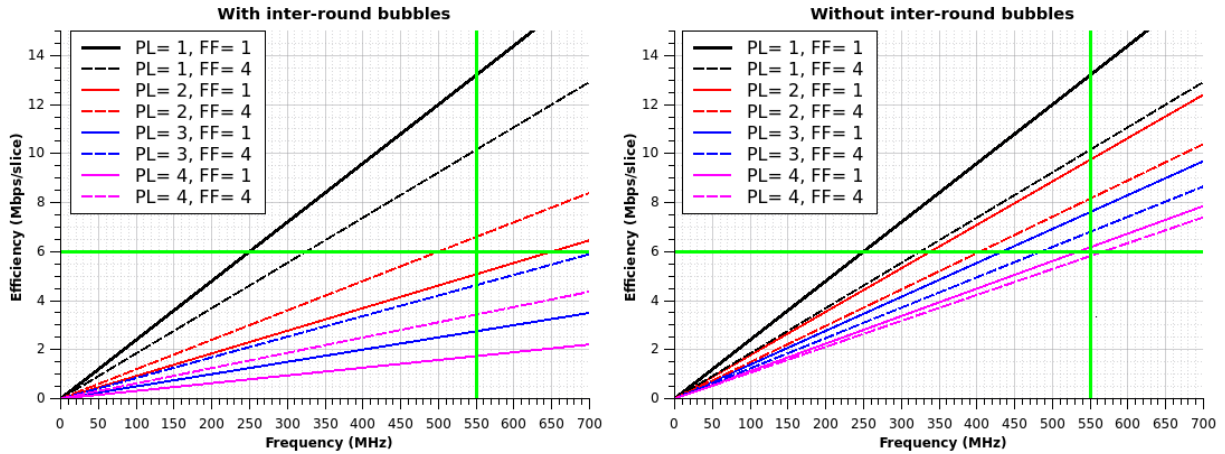 With inter-round bubbles
Efficiency (Mbps/slice)
14
12
10
8
6
4
2
0
PL= 1, FF= 1
PL= 1, FF= 4
PL= 2, FF= 1
PL= 2, FF= 4
PL= 3, FF= 1
PL= 3, FF= 4
PL= 4, FF= 1
PL= 4, FF= 4
0 50 100 150 200 250 300 350 400 450 500 550 600 650 700
Frequency (MHz)
Without inter-round bubbles
Efficiency (Mbps/slice)
14
12
10
8
6
4
2
0
PL= 1, FF= 1
PL= 1, FF= 4
PL= 2, FF= 1
PL= 2, FF= 4
PL= 3, FF= 1
PL= 3, FF= 4
PL= 4, FF= 1
PL= 4, FF= 4
0 50 100 150 200 250 300 350 400 450 500 550 600 650 700
Frequency (MHz)